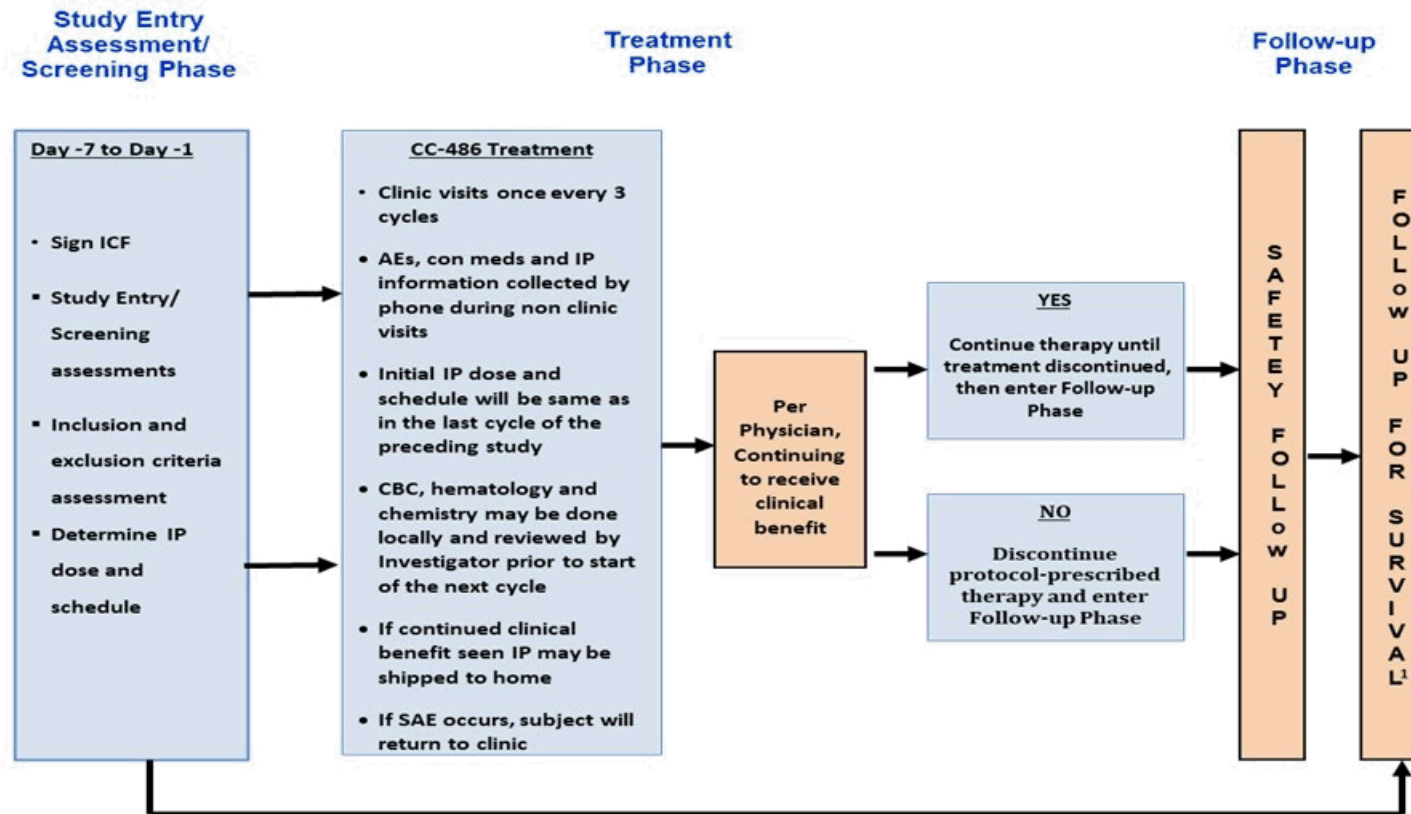 Study Entry
Assessment/
Screening Phase
Treatment
Phase
Follow-up
Phase
Day -7 to Day -1
• Sign ICF
▪ Study Entry/
Screening
assessments
▪ Inclusion and
exclusion criteria
assessment
▪ Determine IP
dose and
schedule
CC-486 Treatment
• Clinic visits once every 3
cycles
• AEs, con meds and IP
information collected by
phone during non clinic
visits
• Initial IP dose and
schedule will be same as
in the last cycle of the
preceding study
• CBC, hematology and
chemistry may be done
locally and reviewed by
Investigator prior to start
of the next cycle
• If continued clinical
benefit seen IP may be
shipped to home
• If SAE occurs, subject will
return to clinic
Per
Physician,
Continuing
to receive
clinical
benefit
YES
Continue therapy until
treatment discontinued,
then enter Follow-up
Phase
NO
Discontinue
protocol-prescribed
therapy and enter
Follow-up Phase
SAFETEY FOLLoW UP
FOLLoW UP FOR SURVIVAL¹